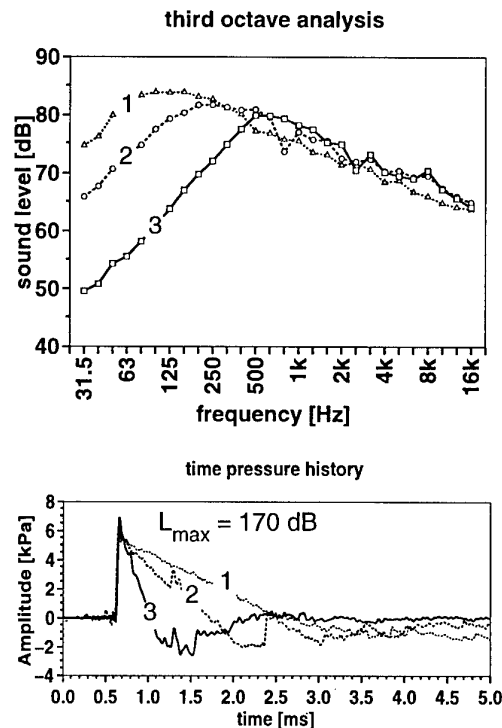 third octave analysis
sound level [dB]
90
80
70
60
50
40
1
2
3
31.5
63
125
250
500
1k
2k
4k
8k
16k
frequency [Hz]
time pressure history
Amplitude [kPa]
8
6
4
2
0
−2
−4
Lmax = 170 dB
1
2
3
0.0
0.5
1.0
1.5
2.0
2.5
3.0
3.5
4.0
4.5
5.0
time [ms]